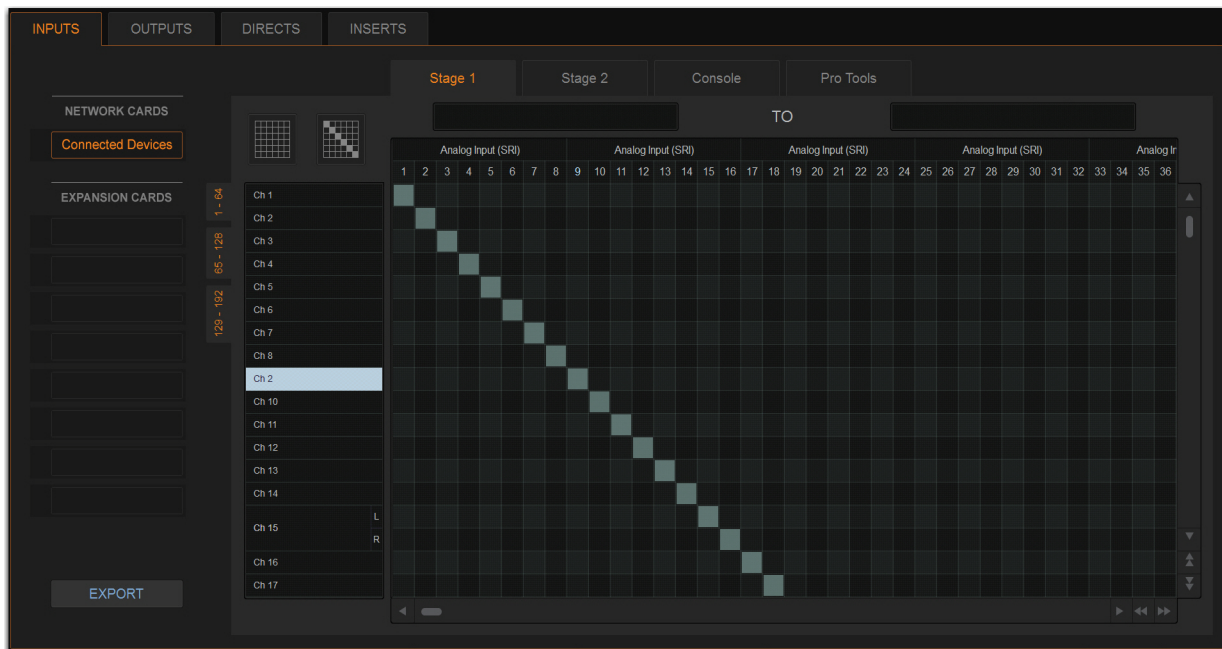 INPUTS OUTPUTS DIRECTS INSERTS
Stage 1 Stage 2 Console Pro Tools
NETWORK CARDS
Connected Devices
EXPANSION CARDS
EXPORT
1 - 64
65 - 128
129 - 192
TO
Analog Input (SRI) Analog Input (SRI) Analog Input (SRI) Analog Input (SRI) Analog In
1 2 3 4 5 6 7 8 9 10 11 12 13 14 15 16 17 18 19 20 21 22 23 24 25 26 27 28 29 30 31 32 33 34 35 36
Ch 1
Ch 2
Ch 3
Ch 4
Ch 5
Ch 6
Ch 7
Ch 8
Ch 2
Ch 10
Ch 11
Ch 12
Ch 13
Ch 14
Ch 15 L
R
Ch 16
Ch 17